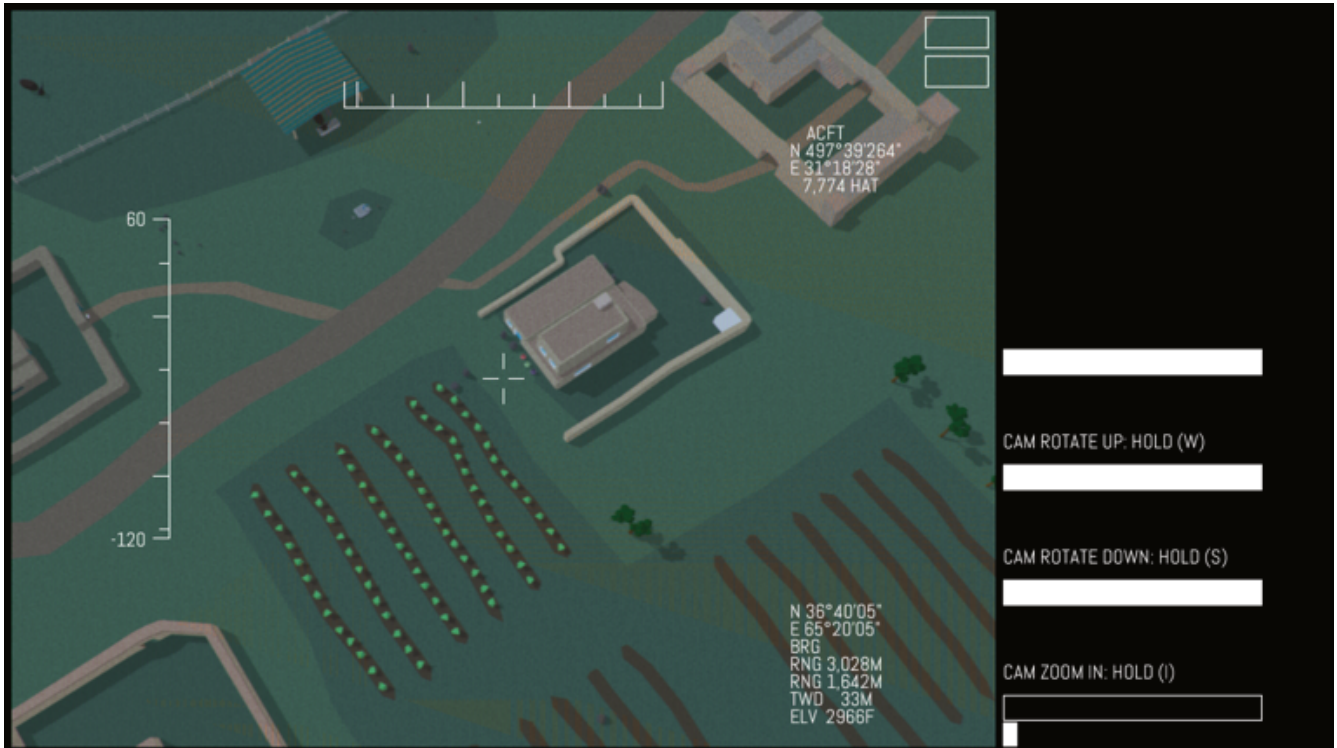 ACFT
N 497°39'264"
E 31°18'28"
7,774 HAT
60
-120
N 36°40'05"
E 65°20'05"
BRG
RNG 3,028M
RNG 1,642M
TWD 33M
ELV 2966F
CAM ROTATE UP: HOLD (W)
CAM ROTATE DOWN: HOLD (S)
CAM ZOOM IN: HOLD (I)